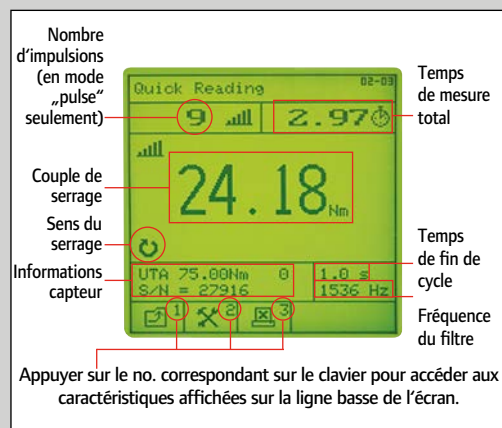 Nombre
d'impulsions
(en mode
„pulse“
seulement)
Couple de
serrage
Sens du
serrage
Informations
capteur
Quick Reading 02-03
9 2.97
24.18 Nm
UTA 75.00Nm 0 1.0 s
S/N = 27916 1536 Hz
1 2 3
Temps
de mesure
total
Temps
de fin de
cycle
Fréquence
du filtre
Appuyer sur le no. correspondant sur le clavier pour accéder aux
caractéristiques affichées sur la ligne basse de l'écran.